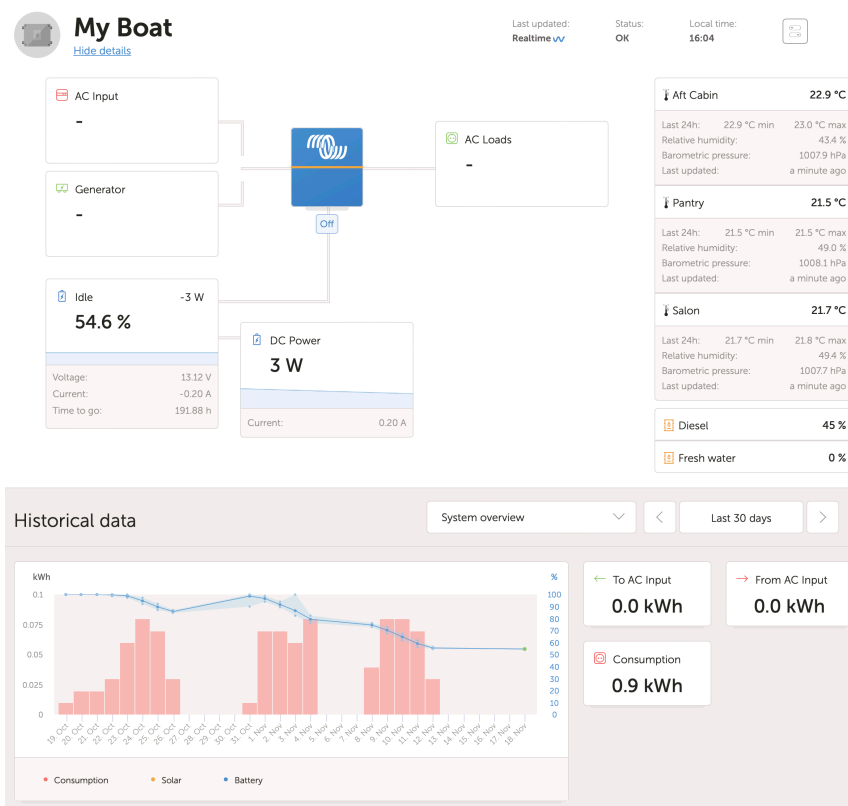 My Boat
Hide details
Last updated: Status: Local time:
Realtime OK 16:04
AC Input
-
Generator
-
AC Loads
-
Off
Idle -3 W
54.6 %
Voltage: 13.12 V
Current: -0.20 A
Time to go: 191.88 h
DC Power
3 W
Current: 0.20 A
Aft Cabin 22.9 °C
Last 24h: 22.9 °C min 23.0 °C max
Relative humidity: 43.4 %
Barometric pressure: 1007.9 hPa
Last updated: a minute ago
Pantry 21.5 °C
Last 24h: 21.5 °C min 21.5 °C max
Relative humidity: 49.0 %
Barometric pressure: 1008.1 hPa
Last updated: a minute ago
Salon 21.7 °C
Last 24h: 21.7 °C min 21.8 °C max
Relative humidity: 49.4 %
Barometric pressure: 1007.7 hPa
Last updated: a minute ago
Diesel 45 %
Fresh water 0 %
Historical data
System overview
Last 30 days
kWh %
0.1 100
90
0.075 80
70
60
0.05 50
40
0.025 30
20
10
0 0
19. Oct 20. Oct 21. Oct 22. Oct 23. Oct 24. Oct 25. Oct 26. Oct 27. Oct 28. Oct 29. Oct 30. Oct 31. Oct 1. Nov 2. Nov 3. Nov 4. Nov 5. Nov 6. Nov 7. Nov 8. Nov 9. Nov 10. Nov 11. Nov 12. Nov 13. Nov 14. Nov 15. Nov 16. Nov 17. Nov 18. Nov
Consumption Solar Battery
To AC Input
0.0 kWh
From AC Input
0.0 kWh
Consumption
0.9 kWh